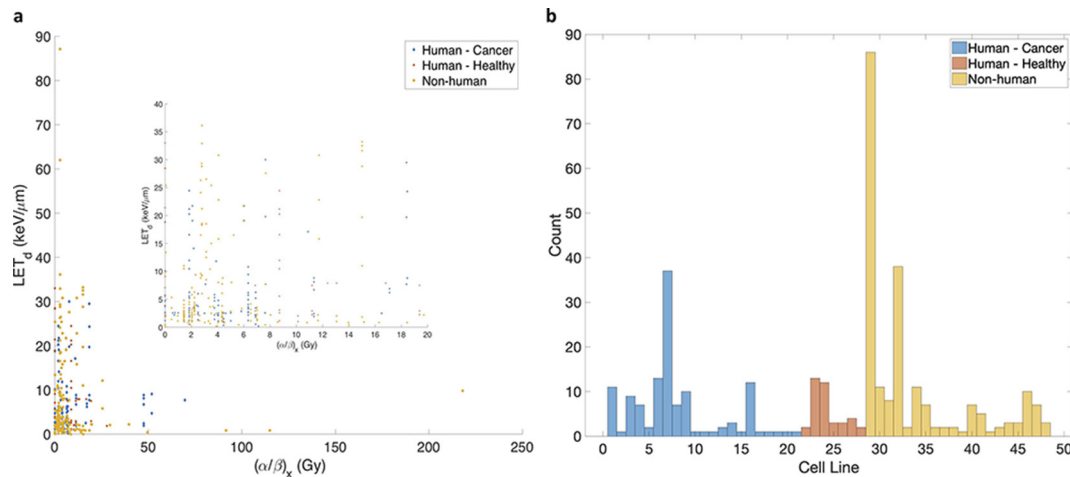 a
90
80
70
60
50
40
30
20
10
0
LET_d (keV/μm)
0 50 100 150 200 250
(α/β)_x (Gy)
Human - Cancer
Human - Healthy
Non-human
40
35
30
25
20
15
10
5
0
LET_d (keV/μm)
0 2 4 6 8 10 12 14 16 18 20
(α/β)_x (Gy)
b
90
80
70
60
50
40
30
20
10
0
Count
0 5 10 15 20 25 30 35 40 45 50
Cell Line
Human - Cancer
Human - Healthy
Non-human